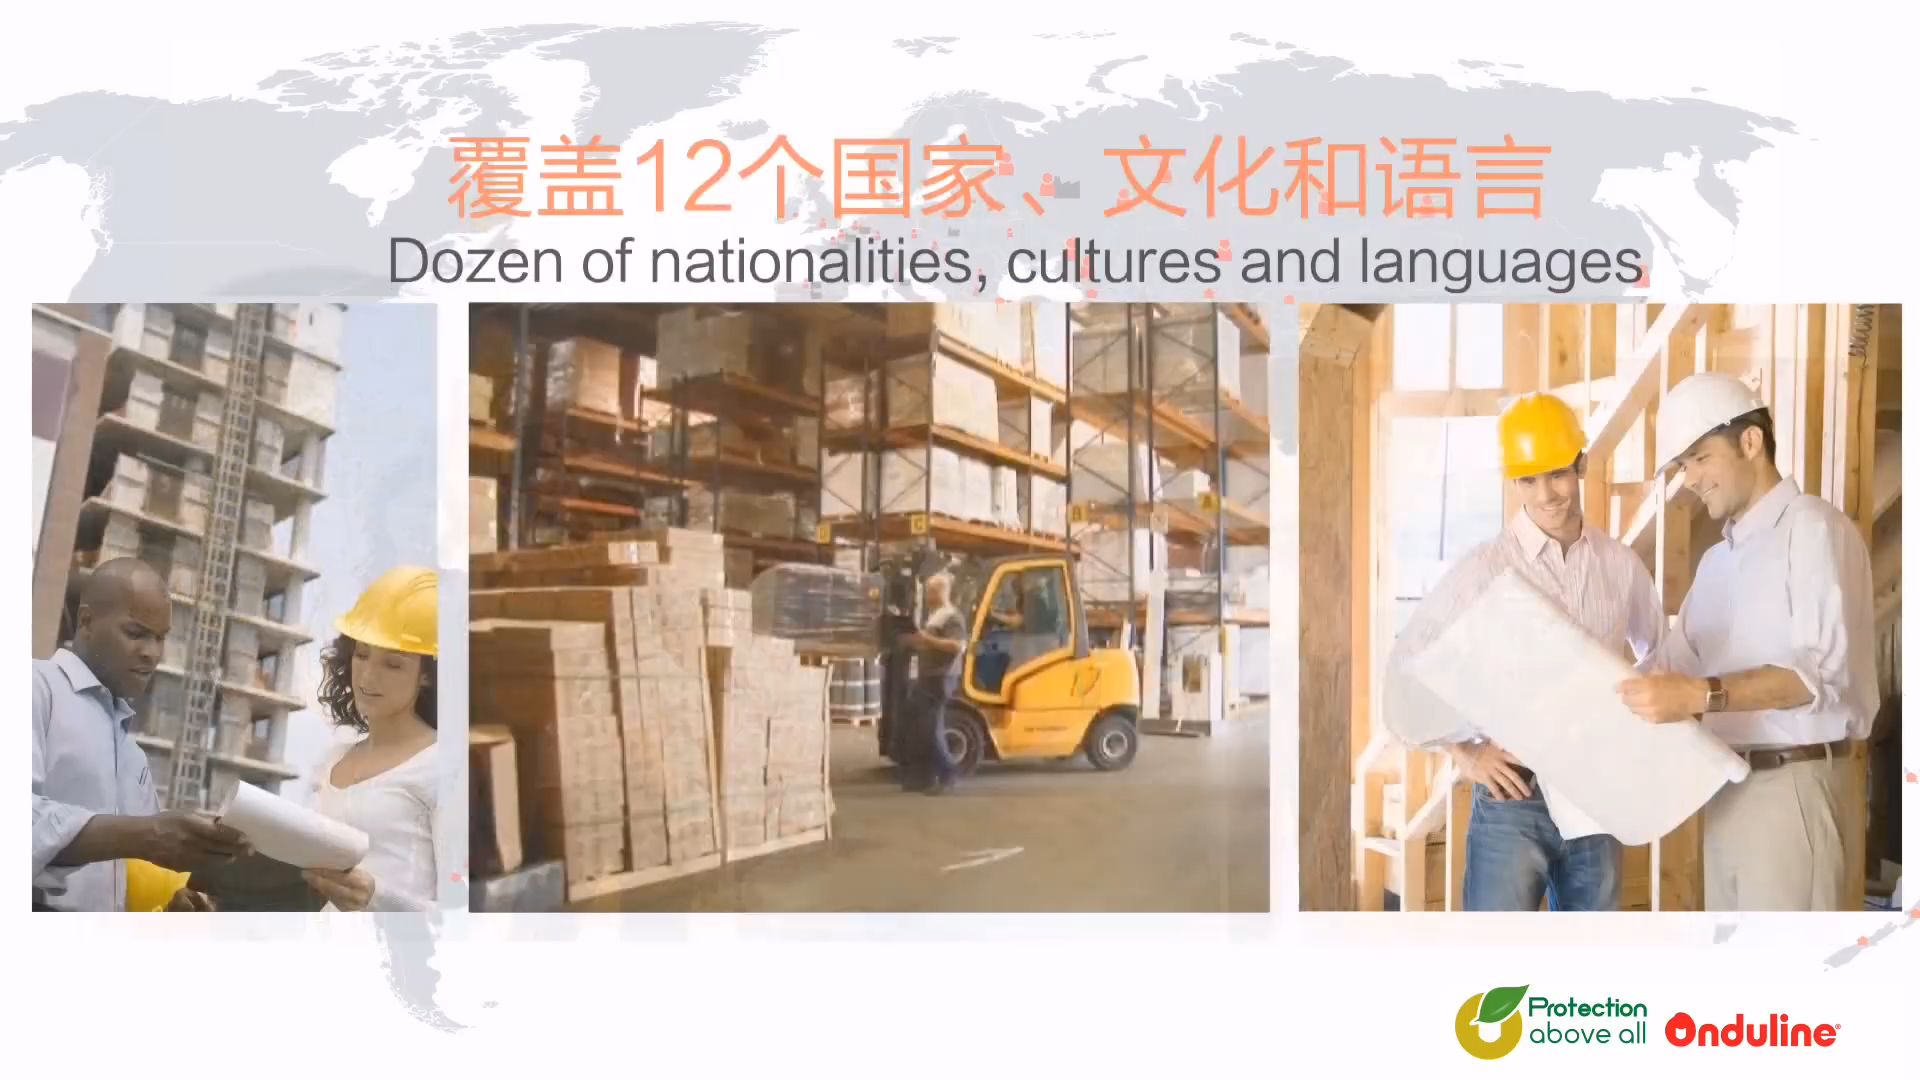 覆盖12个国家、文化和语言
Dozen of nationalities, cultures and languages
Protection
above all
Onduline